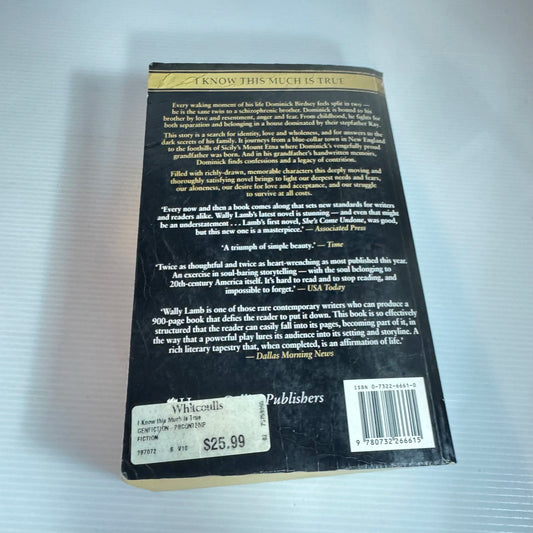 I KNOW THIS MUCH IS TRUE
Every waking moment of his life Dominick Birdsey feels split in two —
he is the sane twin to a schizophrenic brother. Dominick is bound to his
brother by love and resentment, anger and fear. From childhood, he fights for
both separation and belonging in a house dominated by their stepfather Ray.
This story is a search for identity, love and wholeness, and for answers to the
dark secrets of his family. It journeys from a blue-collar town in New England
to the foothills of Sicily's Mount Etna where Dominick's vengefully proud
grandfather was born. And in his grandfather's handwritten memoirs,
Dominick finds confessions and a legacy of contrition.
Filled with richly-drawn, memorable characters this deeply moving and
thoroughly satisfying novel brings to light our deepest needs and fears,
our aloneness, our desire for love and acceptance, and our struggle
to survive at all costs.
'Every now and then a book comes along that sets new standards for writers
and readers alike. Wally Lamb's latest novel is stunning — and even that might
be an understatement . . . Lamb's first novel, She's Come Undone, was good,
but this new one is a masterpiece.' — Associated Press
'A triumph of simple beauty.' — Time
'Twice as thoughtful and twice as heart-wrenching as most published this year.
An exercise in soul-baring storytelling — with the soul belonging to
20th-century America itself. It's hard to read and to stop reading, and
impossible to forget.' — USA Today
'Wally Lamb is one of those rare contemporary writers who can produce a
900-page book that defies the reader to put it down. This book is so effectively
structured that the reader can easily fall into its pages, becoming part of it, in
the way that a powerful play lures its audience into its setting and storyline. A
rich literary tapestry that, when completed, is an affirmation of life.'
— Dallas Morning News
Publishers
ISBN 0-7322-6661-0
9 780732 266615
Whitcoulls
I Know this Much Is True
FICTION
$25.99